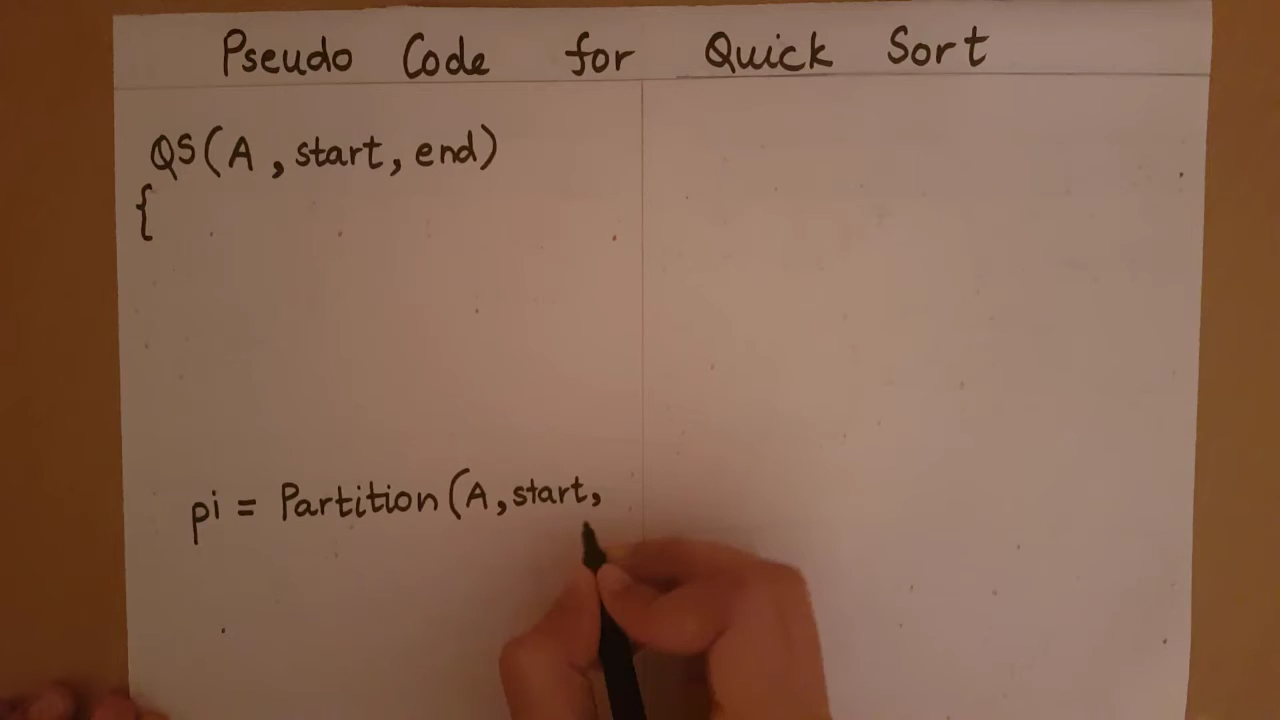 Pseudo Code for Quick Sort
QS(A, start, end)
{
pi = Partition(A, start,